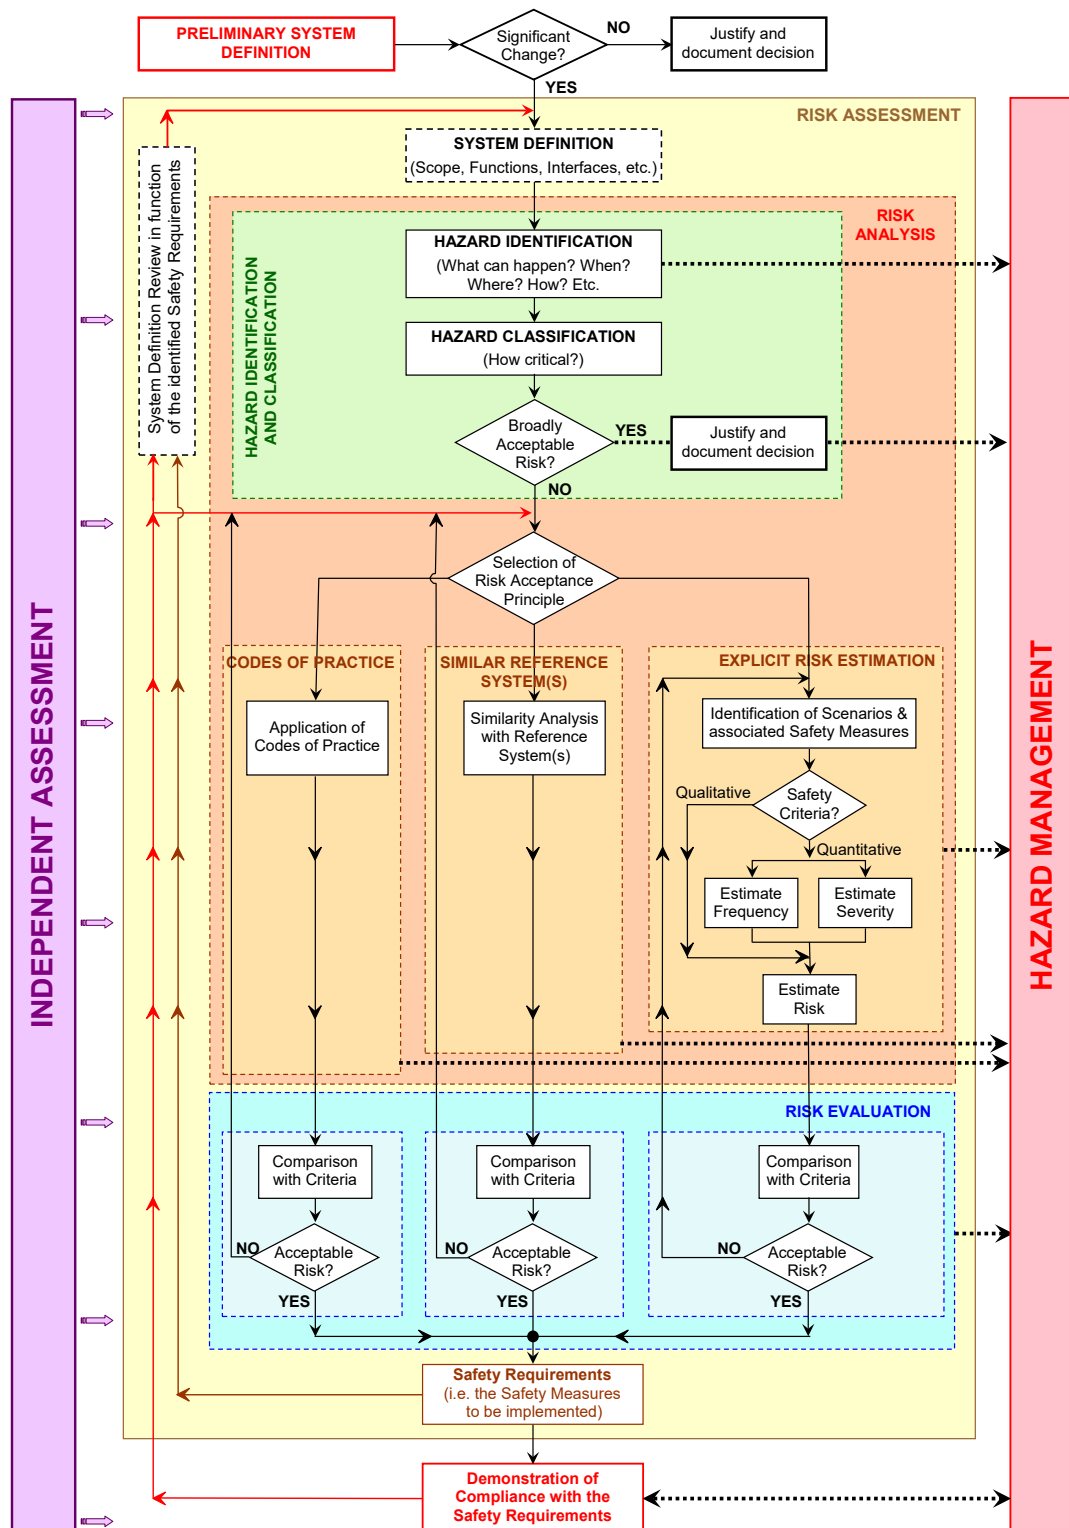 PRELIMINARY SYSTEM
DEFINITION
Significant
Change?
NO
Justify and
document decision
YES
INDEPENDENT ASSESSMENT
HAZARD MANAGEMENT
RISK ASSESSMENT
SYSTEM DEFINITION
(Scope, Functions, Interfaces, etc.)
System Definition Review in function
of the identified Safety Requirements
RISK
ANALYSIS
HAZARD IDENTIFICATION
AND CLASSIFICATION
HAZARD IDENTIFICATION
(What can happen? When?
Where? How? Etc.
HAZARD CLASSIFICATION
(How critical?)
Broadly
Acceptable
Risk?
YES
Justify and
document decision
NO
Selection of
Risk Acceptance
Principle
CODES OF PRACTICE
Application of
Codes of Practice
SIMILAR REFERENCE
SYSTEM(S)
Similarity Analysis
with Reference
System(s)
EXPLICIT RISK ESTIMATION
Identification of Scenarios &
associated Safety Measures
Qualitative
Safety
Criteria?
Quantitative
Estimate
Frequency
Estimate
Severity
Estimate
Risk
RISK EVALUATION
Comparison
with Criteria
Comparison
with Criteria
Comparison
with Criteria
NO
Acceptable
Risk?
YES
NO
Acceptable
Risk?
YES
NO
Acceptable
Risk?
YES
Safety Requirements
(i.e. the Safety Measures
to be implemented)
Demonstration of
Compliance with the
Safety Requirements